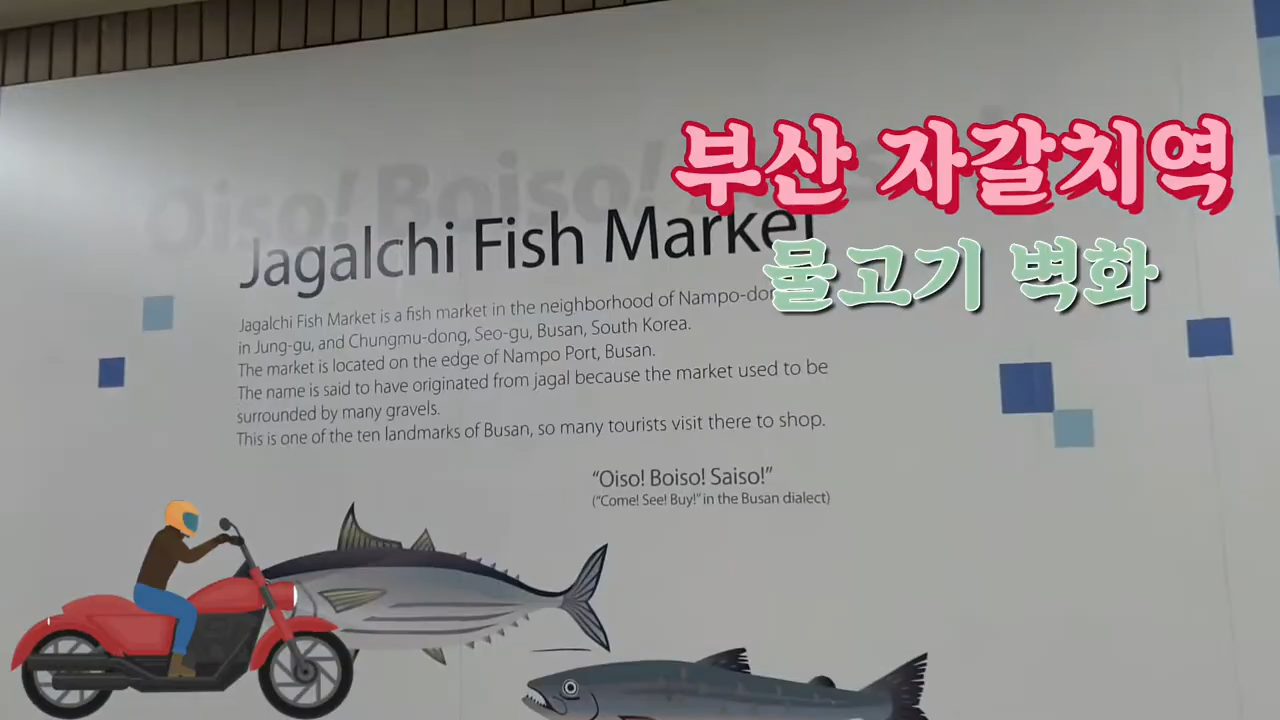 부산 자갈치역
물고기 벽화
Oiso! Boiso!
Jagalchi Fish Market
Jagalchi Fish Market is a fish market in the neighborhood of
in Jung-gu, and Chungmu-dong, Seo-gu, Busan, South Korea.
The market is located on the edge of Nampo Port, Busan.
The name is said to have originated from jagal because the market used to be
surrounded by many gravels.
This is one of the ten landmarks of Busan, so many tourists visit there to shop.
“Oiso! Boiso! Saiso!”
(“Come! See! Buy!” in the Busan dialect)